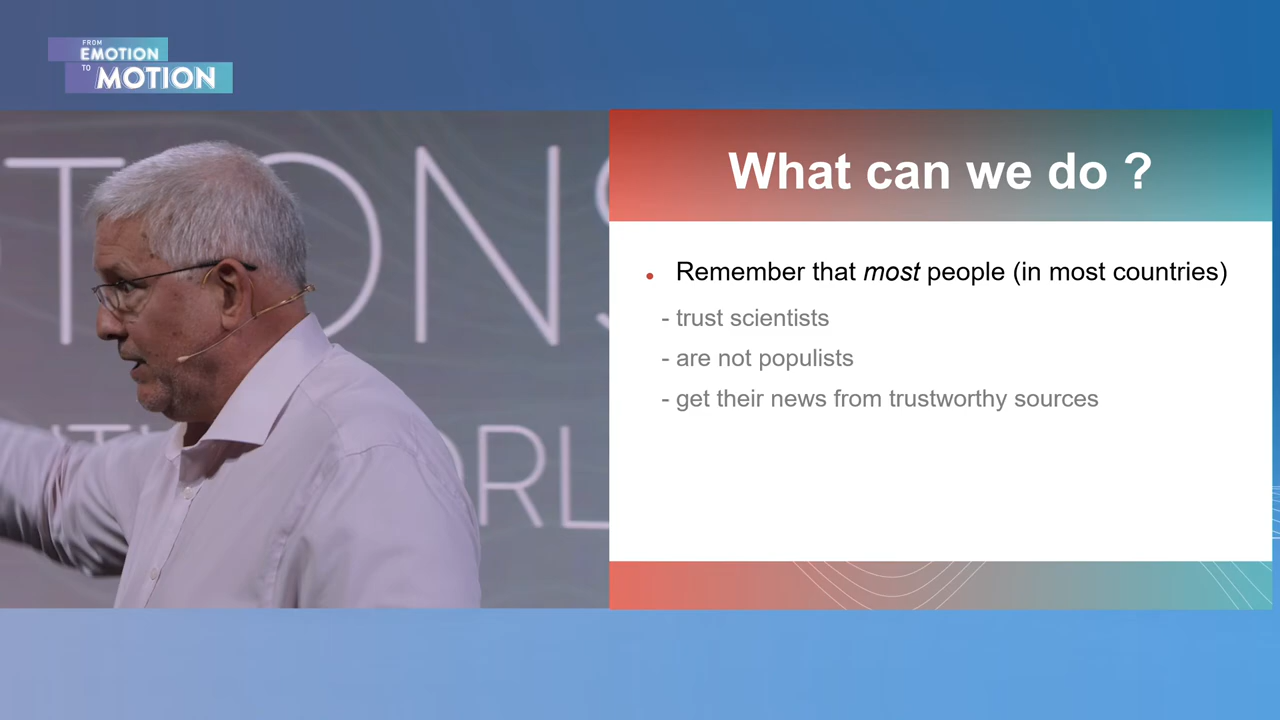 FROM
EMOTION
TO MOTION
What can we do ?
Remember that most people (in most countries)
- trust scientists
- are not populists
- get their news from trustworthy sources